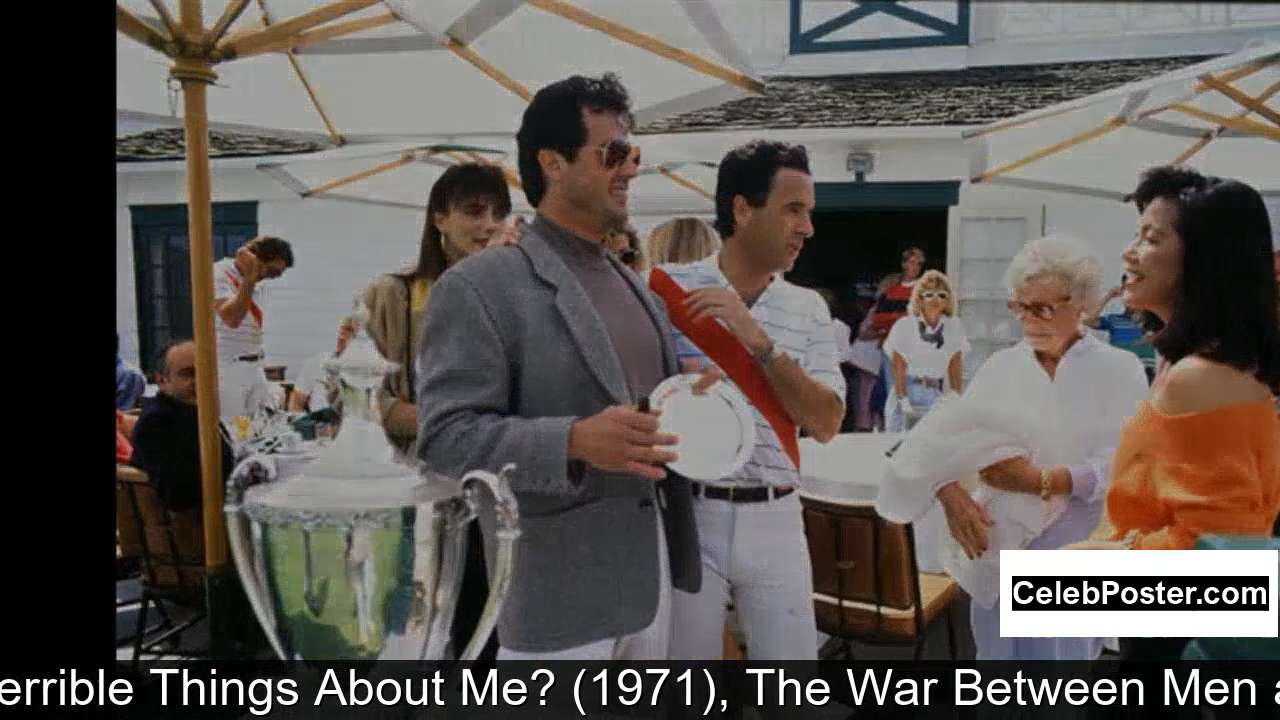 CelebPoster.com
errible Things About Me? (1971), The War Between Men